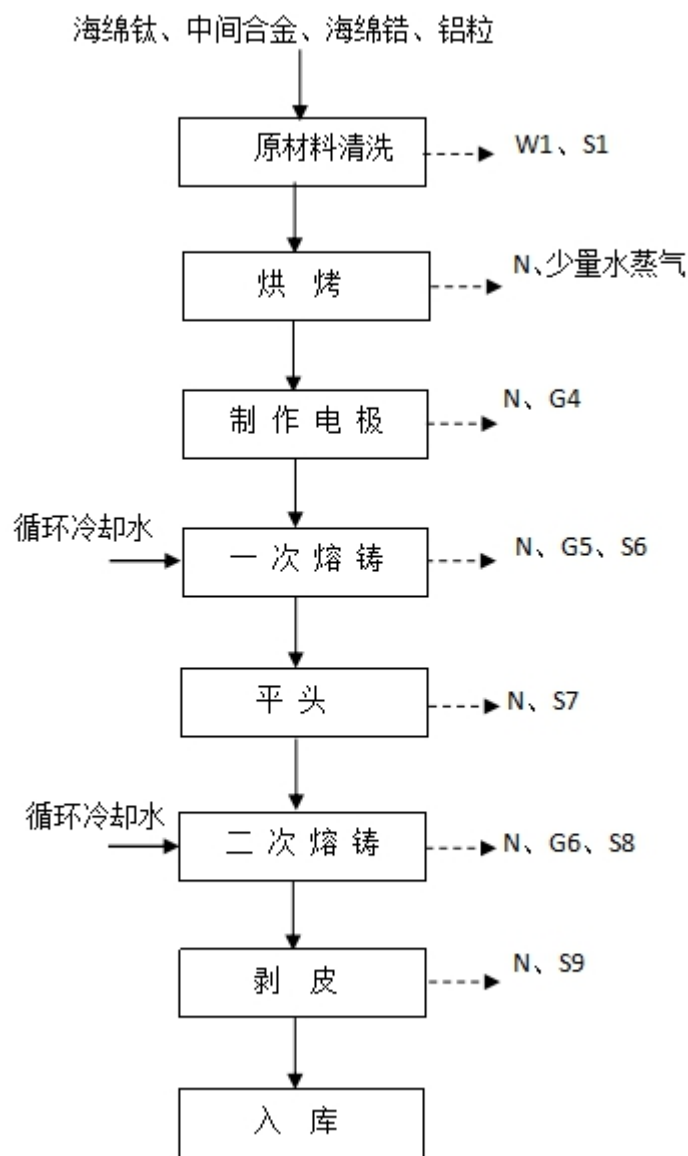 海绵钛、中间合金、海绵锆、铝粒
原材料清洗
W1、S1
烘 烤
N、少量水蒸气
制 作 电 极
N、G4
循环冷却水
一 次 熔 铸
N、G5、S6
平 头
N、S7
循环冷却水
二 次 熔 铸
N、G6、S8
剥 皮
N、S9
入 库